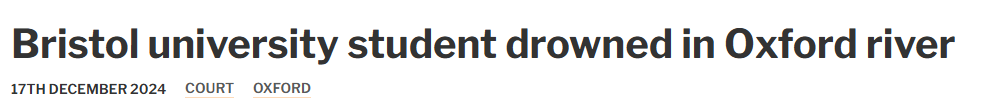 Bristol university student drowned in Oxford river
17TH DECEMBER 2024 COURT OXFORD